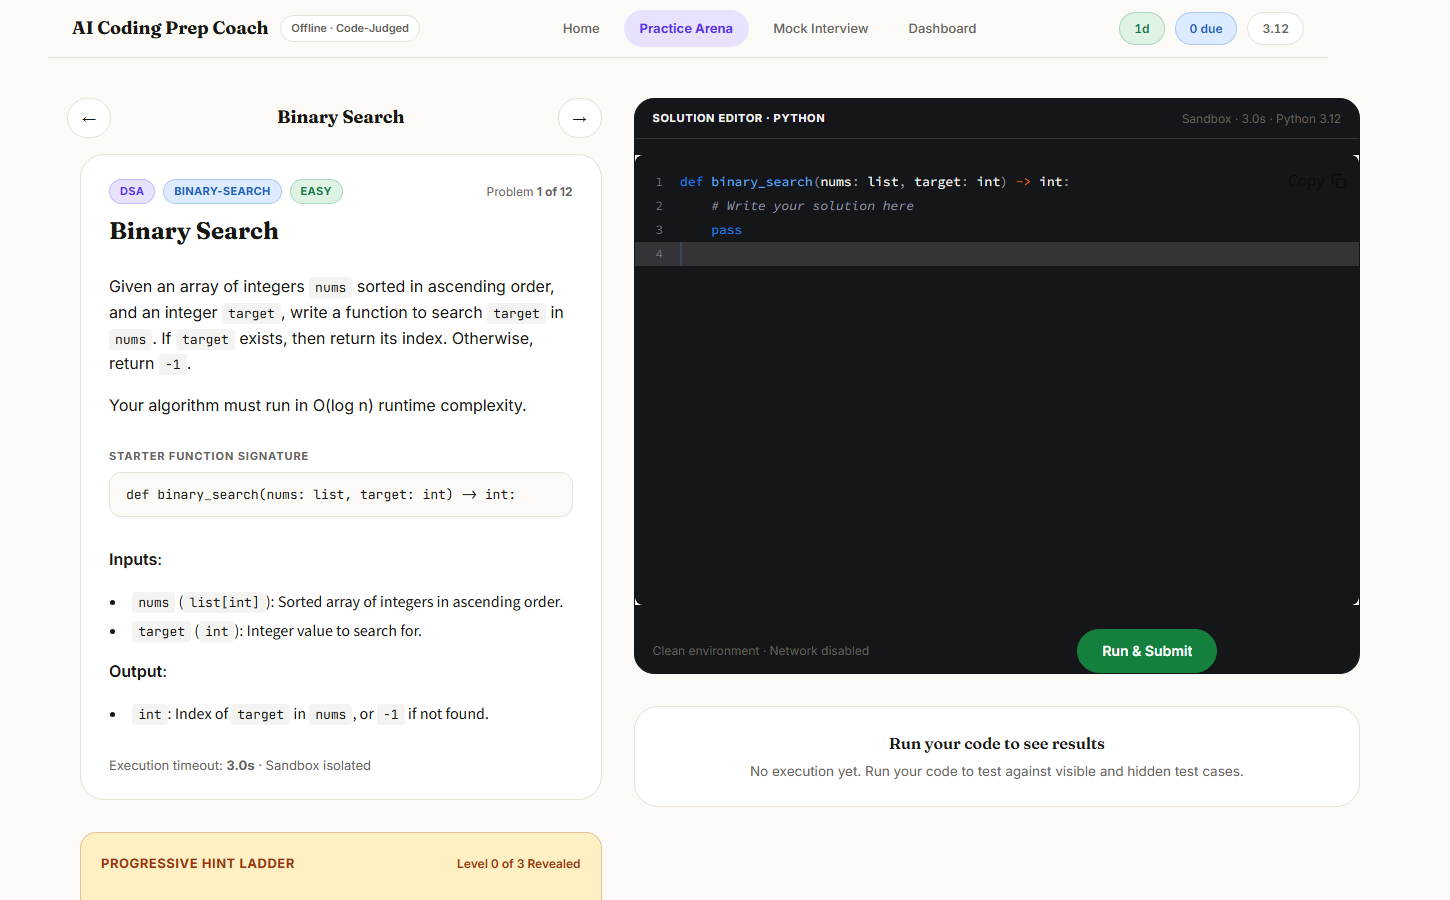 AI Coding Prep Coach
Offline · Code-Judged
Home
Practice Arena
Mock Interview
Dashboard
1d
0 due
3.12
←
Binary Search
→
DSA
BINARY-SEARCH
EASY
Problem 1 of 12
Binary Search
Given an array of integers nums sorted in ascending order,
and an integer target, write a function to search target in
nums. If target exists, then return its index. Otherwise,
return -1.
Your algorithm must run in O(log n) runtime complexity.
STARTER FUNCTION SIGNATURE
def binary_search(nums: list, target: int) -> int:
Inputs:
• nums ( list[int] ): Sorted array of integers in ascending order.
• target ( int ): Integer value to search for.
Output:
• int : Index of target in nums, or -1 if not found.
Execution timeout: 3.0s · Sandbox isolated
PROGRESSIVE HINT LADDER
Level 0 of 3 Revealed
SOLUTION EDITOR · PYTHON
Sandbox · 3.0s · Python 3.12
Copy
1 def binary_search(nums: list, target: int) -> int:
2     # Write your solution here
3     pass
4
Clean environment · Network disabled
Run & Submit
Run your code to see results
No execution yet. Run your code to test against visible and hidden test cases.